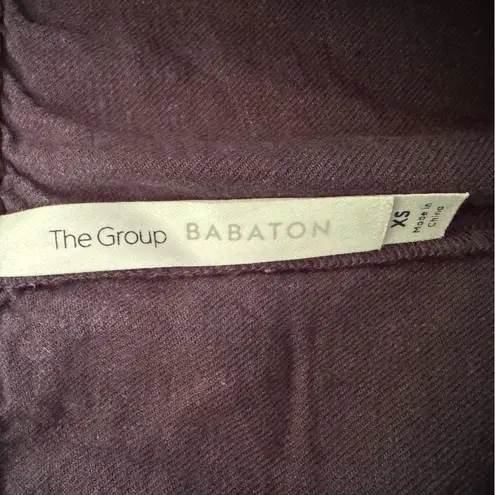 The Group BABATON
XS
Made in
China